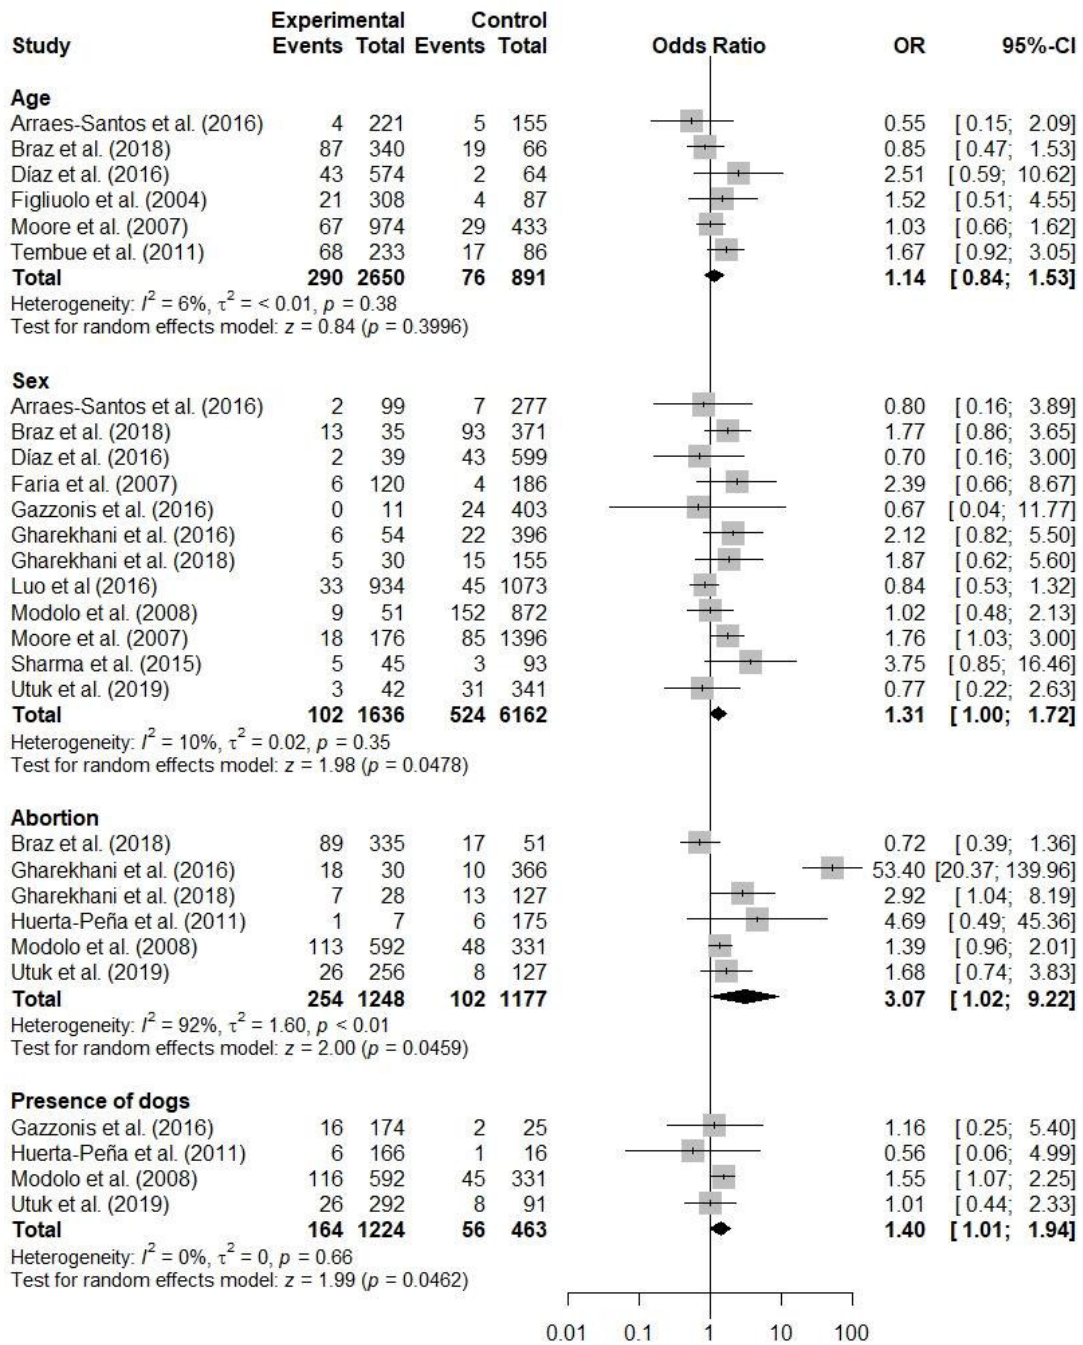 Experimental Control
Study Events Total Events Total Odds Ratio OR 95%-CI
Age
Arraes-Santos et al. (2016) 4 221 5 155 0.55 [0.15; 2.09]
Braz et al. (2018) 87 340 19 66 0.85 [0.47; 1.53]
Díaz et al. (2016) 43 574 2 64 2.51 [0.59; 10.62]
Figliuolo et al. (2004) 21 308 4 87 1.52 [0.51; 4.55]
Moore et al. (2007) 67 974 29 433 1.03 [0.66; 1.62]
Tembue et al. (2011) 68 233 17 86 1.67 [0.92; 3.05]
Total 290 2650 76 891 1.14 [0.84; 1.53]
Heterogeneity: I² = 6%, τ² = < 0.01, p = 0.38
Test for random effects model: z = 0.84 (p = 0.3996)
Sex
Arraes-Santos et al. (2016) 2 99 7 277 0.80 [0.16; 3.89]
Braz et al. (2018) 13 35 93 371 1.77 [0.86; 3.65]
Díaz et al. (2016) 2 39 43 599 0.70 [0.16; 3.00]
Faria et al. (2007) 6 120 4 186 2.39 [0.66; 8.67]
Gazzonis et al. (2016) 0 11 24 403 0.67 [0.04; 11.77]
Gharekhani et al. (2016) 6 54 22 396 2.12 [0.82; 5.50]
Gharekhani et al. (2018) 5 30 15 155 1.87 [0.62; 5.60]
Luo et al (2016) 33 934 45 1073 0.84 [0.53; 1.32]
Modolo et al. (2008) 9 51 152 872 1.02 [0.48; 2.13]
Moore et al. (2007) 18 176 85 1396 1.76 [1.03; 3.00]
Sharma et al. (2015) 5 45 3 93 3.75 [0.85; 16.46]
Utuk et al. (2019) 3 42 31 341 0.77 [0.22; 2.63]
Total 102 1636 524 6162 1.31 [1.00; 1.72]
Heterogeneity: I² = 10%, τ² = 0.02, p = 0.35
Test for random effects model: z = 1.98 (p = 0.0478)
Abortion
Braz et al. (2018) 89 335 17 51 0.72 [0.39; 1.36]
Gharekhani et al. (2016) 18 30 10 366 53.40 [20.37; 139.96]
Gharekhani et al. (2018) 7 28 13 127 2.92 [1.04; 8.19]
Huerta-Peña et al. (2011) 1 7 6 175 4.69 [0.49; 45.36]
Modolo et al. (2008) 113 592 48 331 1.39 [0.96; 2.01]
Utuk et al. (2019) 26 256 8 127 1.68 [0.74; 3.83]
Total 254 1248 102 1177 3.07 [1.02; 9.22]
Heterogeneity: I² = 92%, τ² = 1.60, p < 0.01
Test for random effects model: z = 2.00 (p = 0.0459)
Presence of dogs
Gazzonis et al. (2016) 16 174 2 25 1.16 [0.25; 5.40]
Huerta-Peña et al. (2011) 6 166 1 16 0.56 [0.06; 4.99]
Modolo et al. (2008) 116 592 45 331 1.55 [1.07; 2.25]
Utuk et al. (2019) 26 292 8 91 1.01 [0.44; 2.33]
Total 164 1224 56 463 1.40 [1.01; 1.94]
Heterogeneity: I² = 0%, τ² = 0, p = 0.66
Test for random effects model: z = 1.99 (p = 0.0462)
0.01 0.1 1 10 100